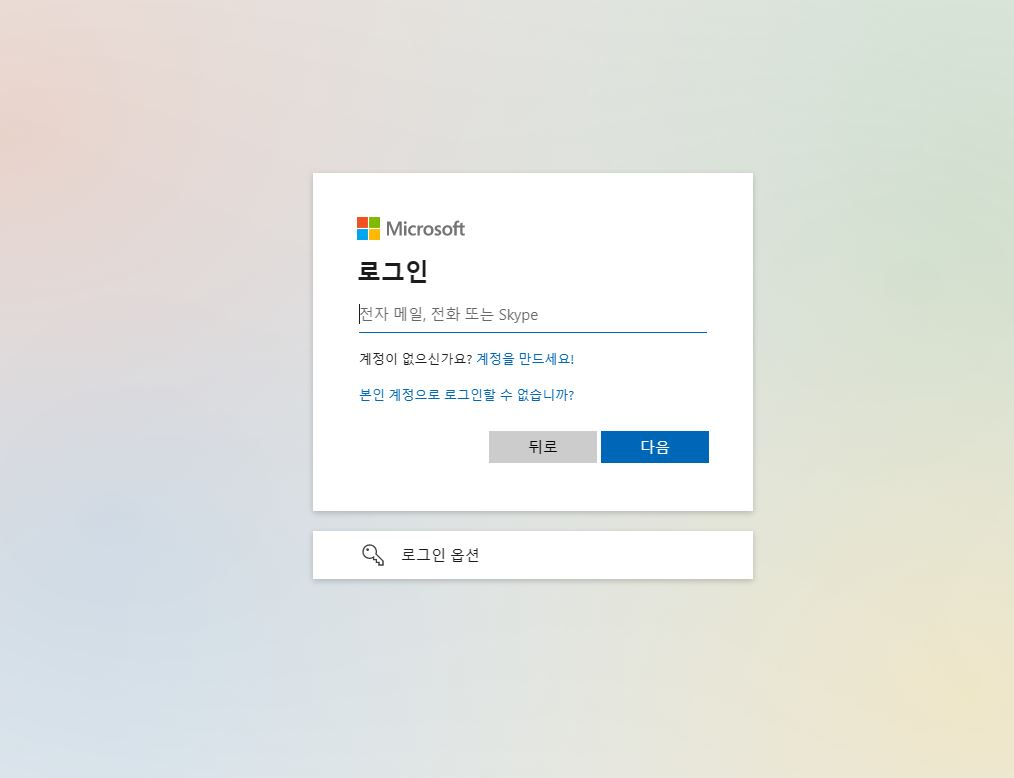 Microsoft
로그인
전자 메일, 전화 또는 Skype
계정이 없으신가요? 계정을 만드세요!
본인 계정으로 로그인할 수 없습니까?
뒤로 다음
로그인 옵션